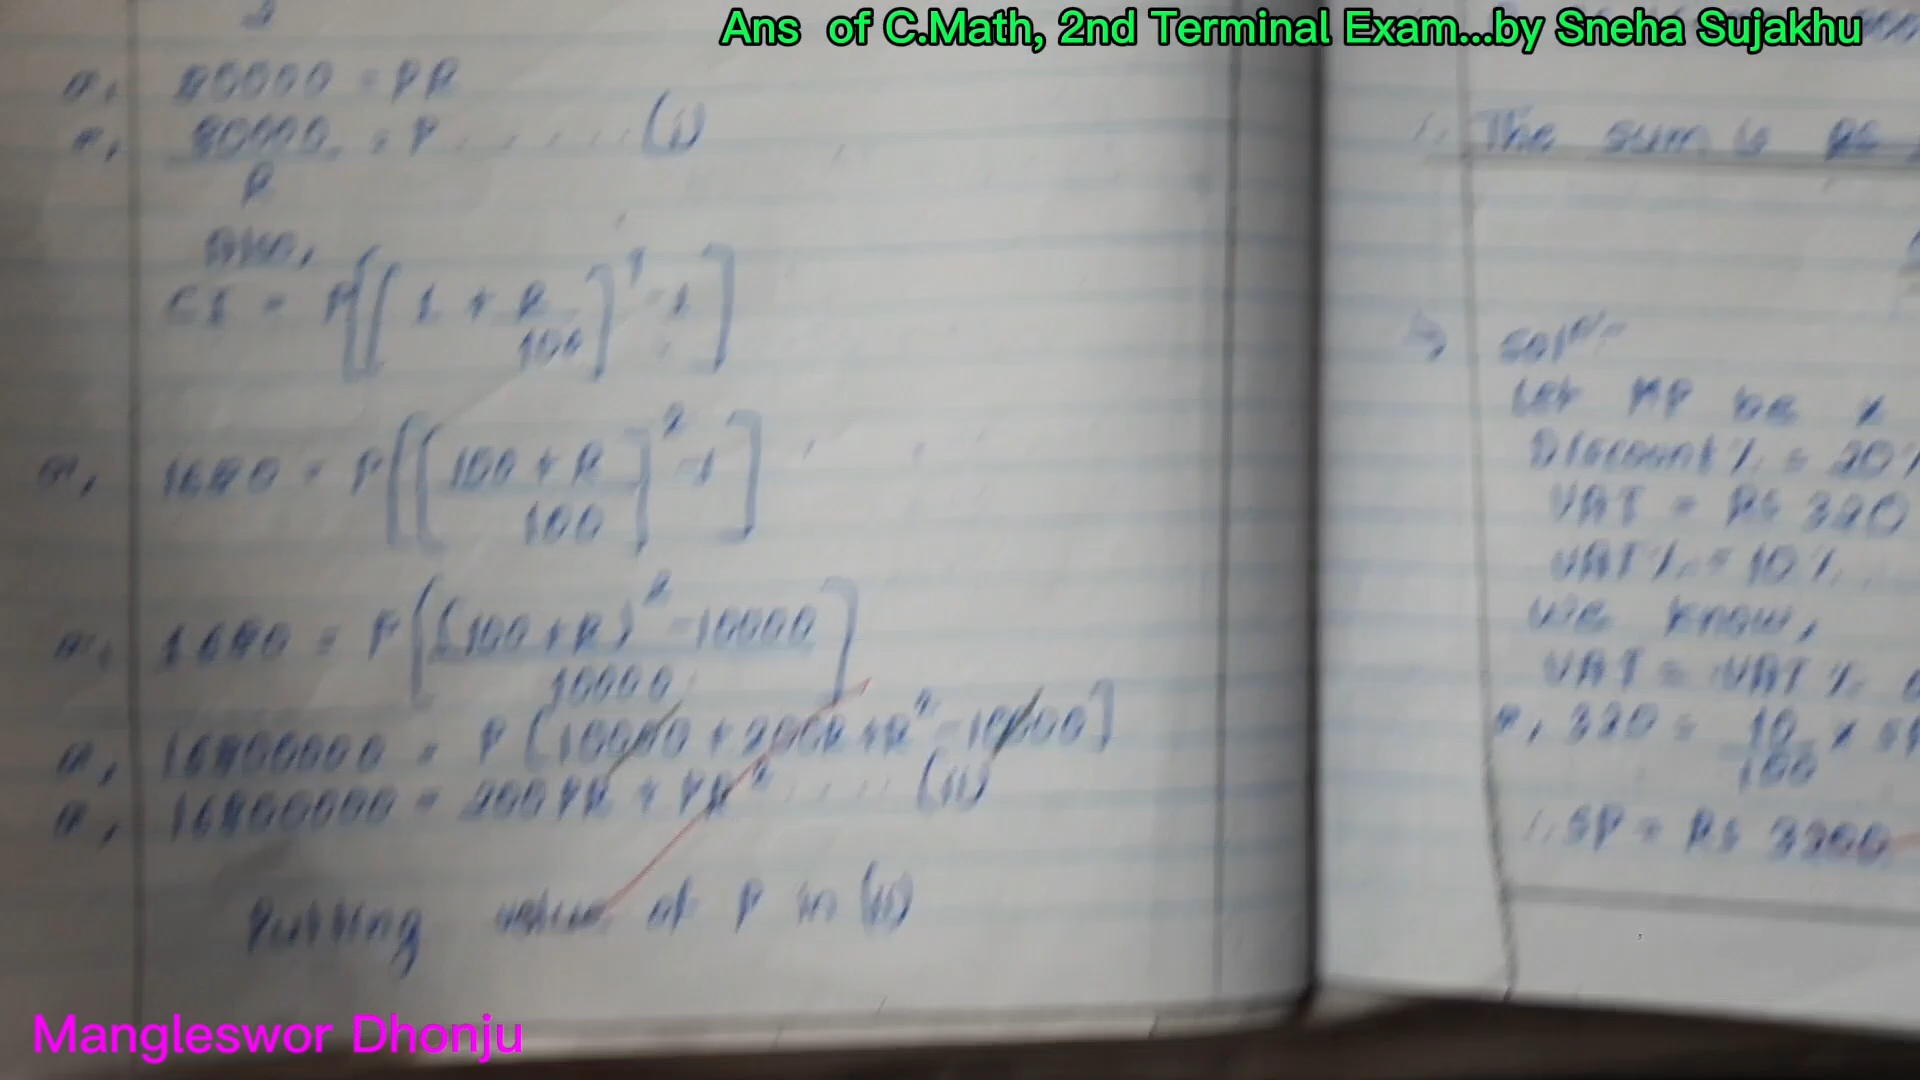 Ans of C.Math, 2nd Terminal Exam...by Sneha Sujakhu
or, 80000 = PR
or, 80000/R = P ........ (i)
Also,
CI = P[[1 + R/100]^T - 1]
or, 1680 = P[[100 + R/100]^2 - 1]
or, 1680 = P[(100 + R)^2 - 10000/10000]
or, 16800000 = P[10000 + 200R + R^2 - 10000]
or, 16800000 = 200PR + PR^2 ...... (ii)
Putting value of P in (ii)
∴ The sum is Rs
Solⁿ:-
Let MP be x
Discount % = 20%
VAT = Rs 320
VAT % = 10%
We know,
VAT = VAT %
or, 320 = 10/100 × SP
∴ SP = Rs 3200
Mangleswor Dhonju